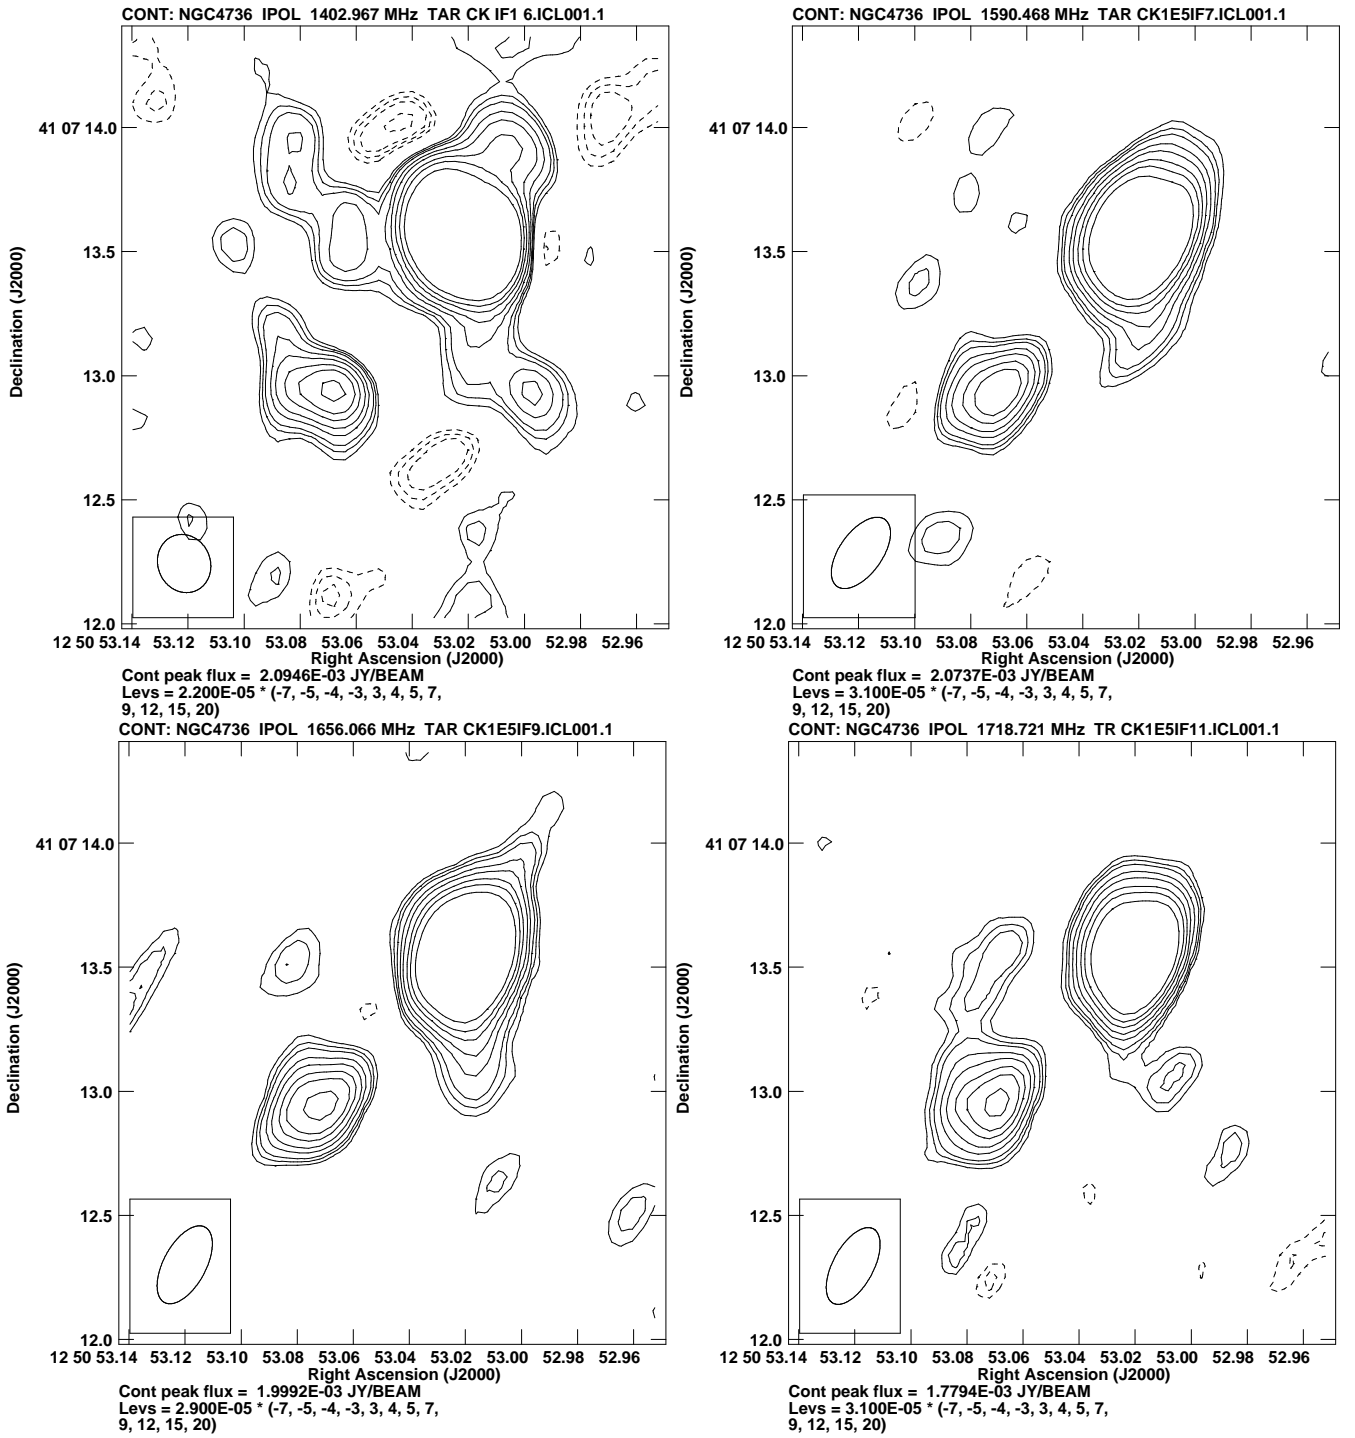 CONT: NGC4736 IPOL 1402.967 MHz TAR CK IF1 6.ICL001.1
41 07 14.0
13.5
13.0
12.5
12.0
Declination (J2000)
12 50 53.14 53.12 53.10 53.08 53.06 53.04 53.02 53.00 52.98 52.96
Right Ascension (J2000)
Cont peak flux = 2.0946E-03 JY/BEAM
Levs = 2.200E-05 * (-7, -5, -4, -3, 3, 4, 5, 7,
9, 12, 15, 20)
CONT: NGC4736 IPOL 1590.468 MHz TAR CK1E5IF7.ICL001.1
41 07 14.0
13.5
13.0
12.5
12.0
Declination (J2000)
12 50 53.14 53.12 53.10 53.08 53.06 53.04 53.02 53.00 52.98 52.96
Right Ascension (J2000)
Cont peak flux = 2.0737E-03 JY/BEAM
Levs = 3.100E-05 * (-7, -5, -4, -3, 3, 4, 5, 7,
9, 12, 15, 20)
CONT: NGC4736 IPOL 1656.066 MHz TAR CK1E5IF9.ICL001.1
41 07 14.0
13.5
13.0
12.5
12.0
Declination (J2000)
12 50 53.14 53.12 53.10 53.08 53.06 53.04 53.02 53.00 52.98 52.96
Right Ascension (J2000)
Cont peak flux = 1.9992E-03 JY/BEAM
Levs = 2.900E-05 * (-7, -5, -4, -3, 3, 4, 5, 7,
9, 12, 15, 20)
CONT: NGC4736 IPOL 1718.721 MHz TR CK1E5IF11.ICL001.1
41 07 14.0
13.5
13.0
12.5
12.0
Declination (J2000)
12 50 53.14 53.12 53.10 53.08 53.06 53.04 53.02 53.00 52.98 52.96
Right Ascension (J2000)
Cont peak flux = 1.7794E-03 JY/BEAM
Levs = 3.100E-05 * (-7, -5, -4, -3, 3, 4, 5, 7,
9, 12, 15, 20)